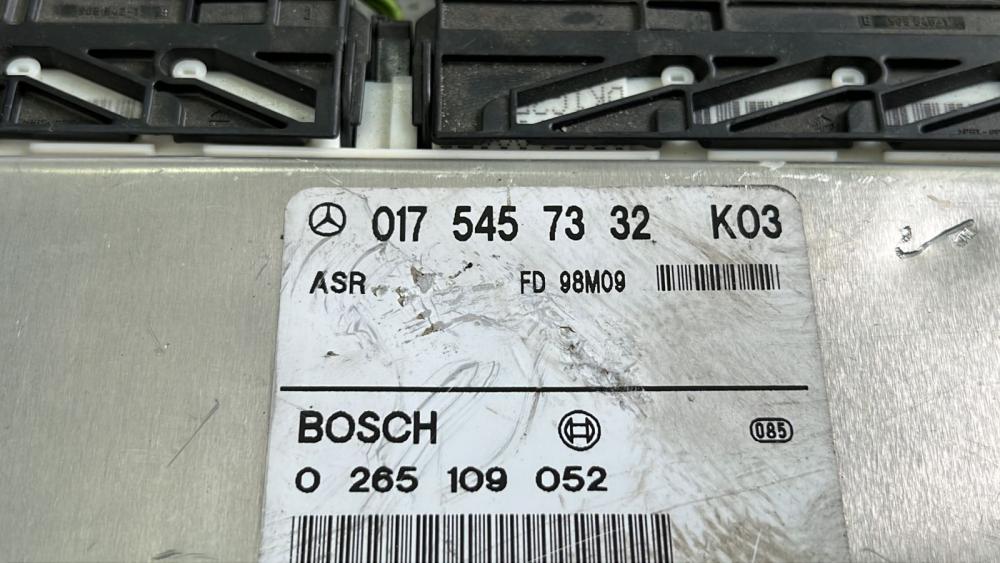 017 545 73 32 K03
ASR FD 98M09
BOSCH 085
0 265 109 052